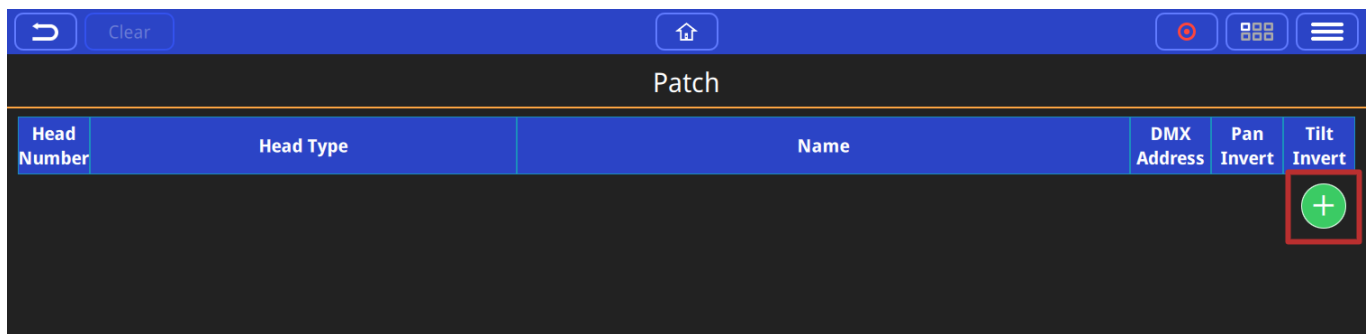 Clear
Patch
Head Number
Head Type
Name
DMX Address
Pan Invert
Tilt Invert